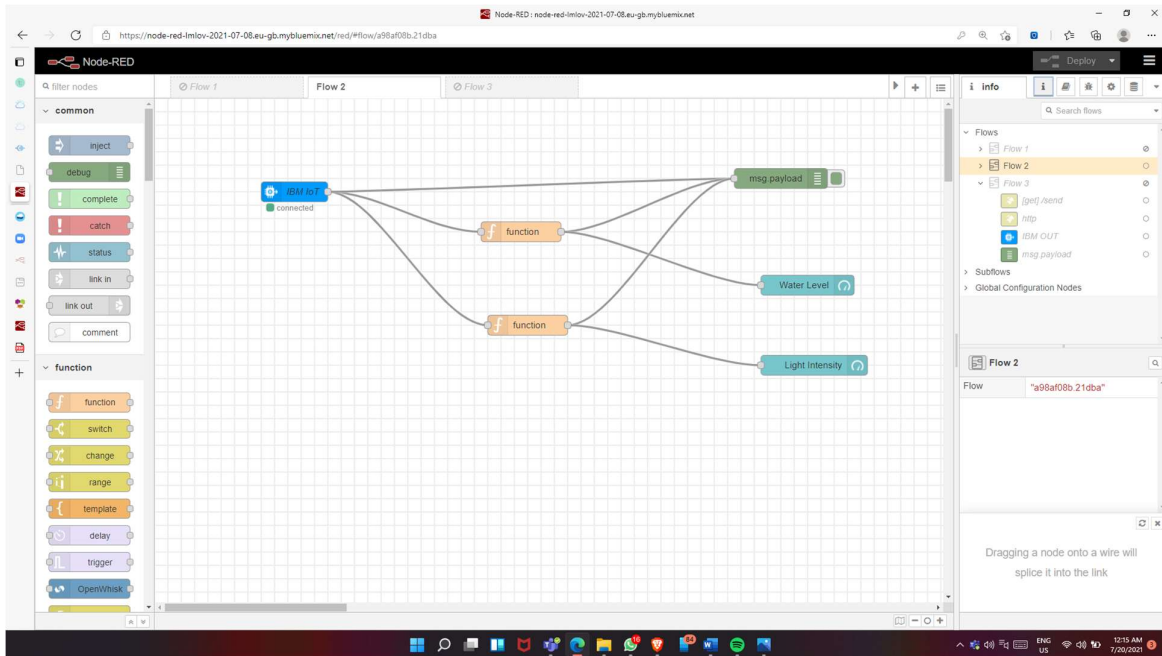 Node-RED : node-red-lmlov-2021-07-08.eu-gb.mybluemix.net
https://node-red-lmlov-2021-07-08.eu-gb.mybluemix.net/red/#flow/a98af08b.21dba
Node-RED
Deploy
filter nodes
Flow 1
Flow 2
Flow 3
i info
i
Search flows
common
inject
debug
complete
catch
status
link in
link out
comment
function
function
switch
change
range
template
delay
trigger
OpenWhisk
IBM IoT
connected
function
function
msg.payload
Water Level
Light Intensity
Flows
Flow 1
Flow 2
Flow 3
[get] /send
http
IBM OUT
msg.payload
Subflows
Global Configuration Nodes
Flow 2
Flow "a98af08b.21dba"
Dragging a node onto a wire will
splice it into the link
16
64
ENG
US
12:15 AM
7/20/2021